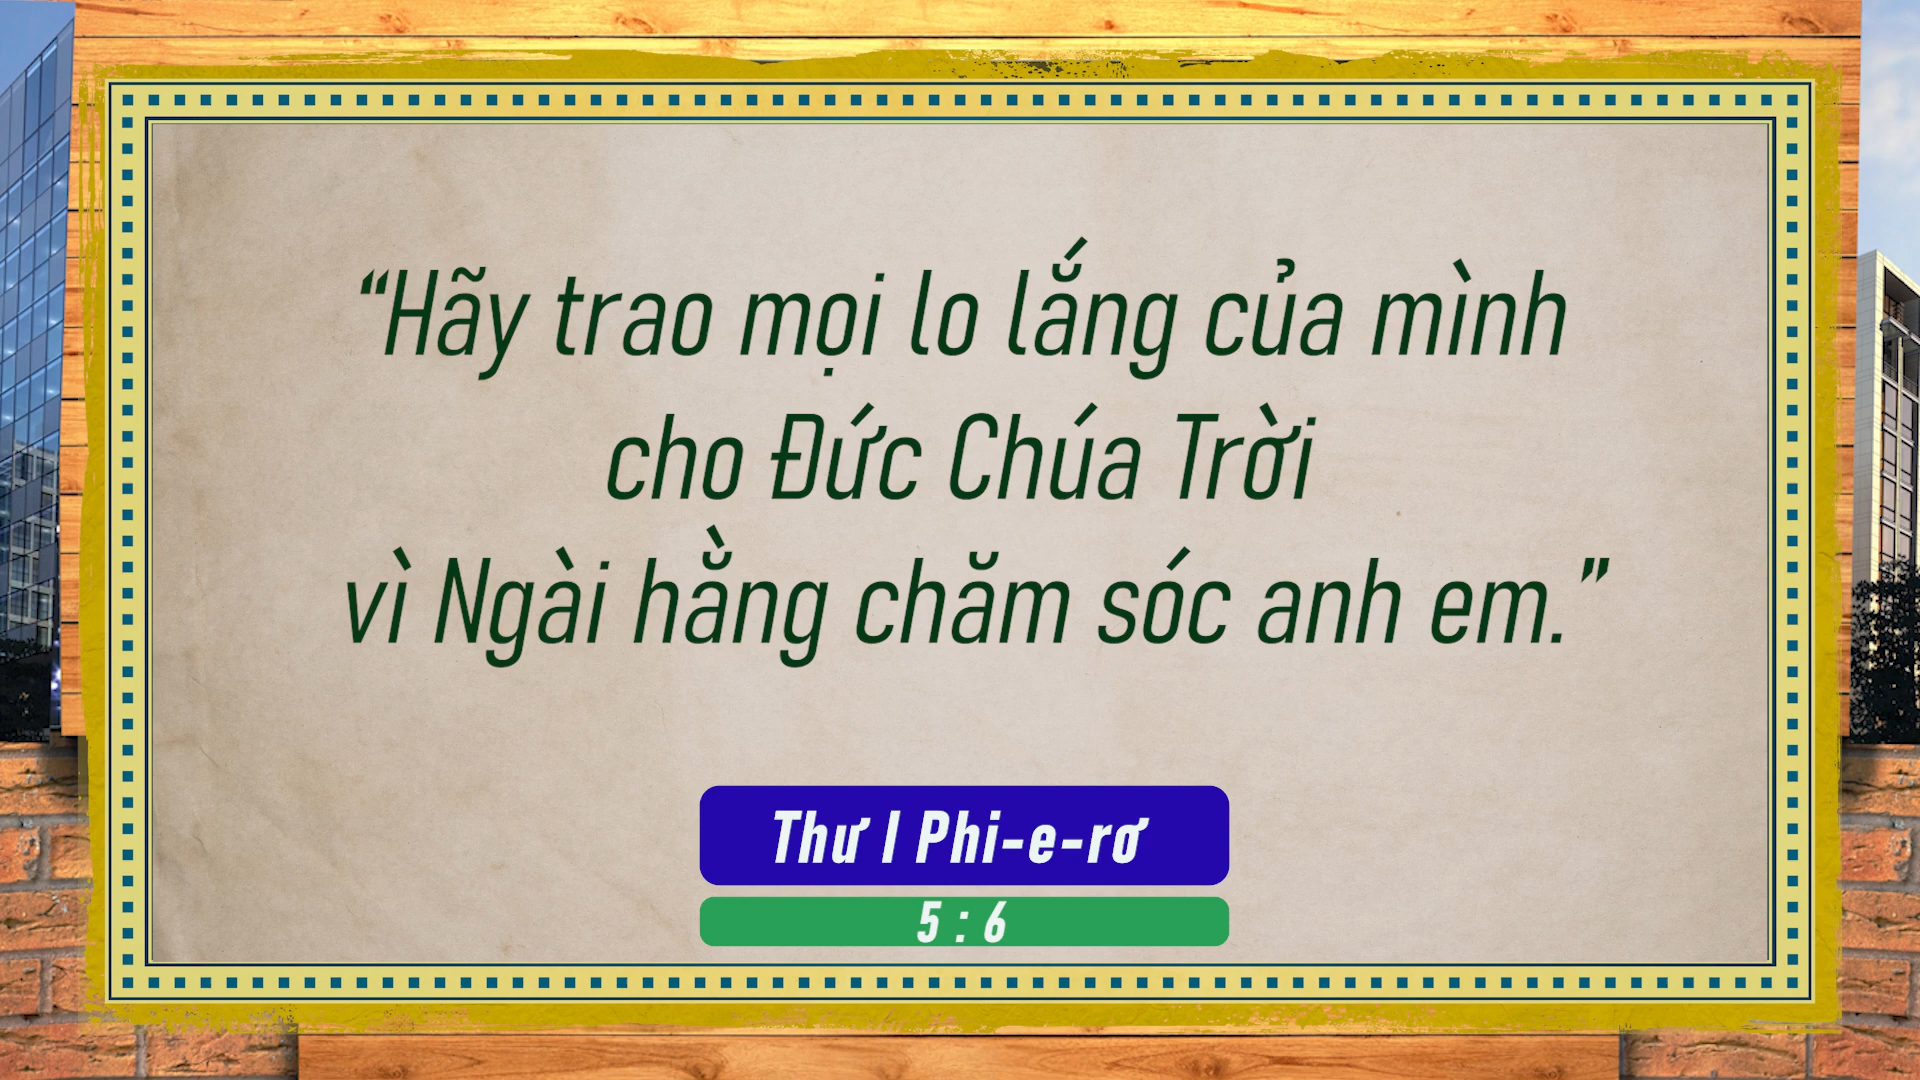 “Hãy trao mọi lo lắng của mình
cho Đức Chúa Trời
vì Ngài hằng chăm sóc anh em.”
Thư I Phi-e-rơ
5 : 6